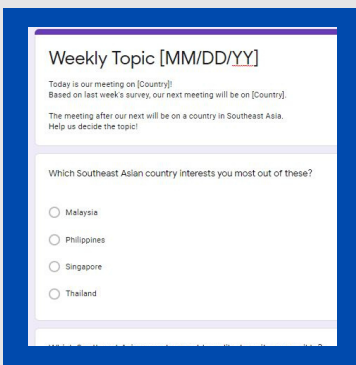 Weekly Topic [MM/DD/YY]
Today is our meeting on [Country]!
Based on last week's survey, our next meeting will be on [Country].
The meeting after our next will be on a country in Southeast Asia.
Help us decide the topic!
Which Southeast Asian country interests you most out of these?
Malaysia
Philippines
Singapore
Thailand